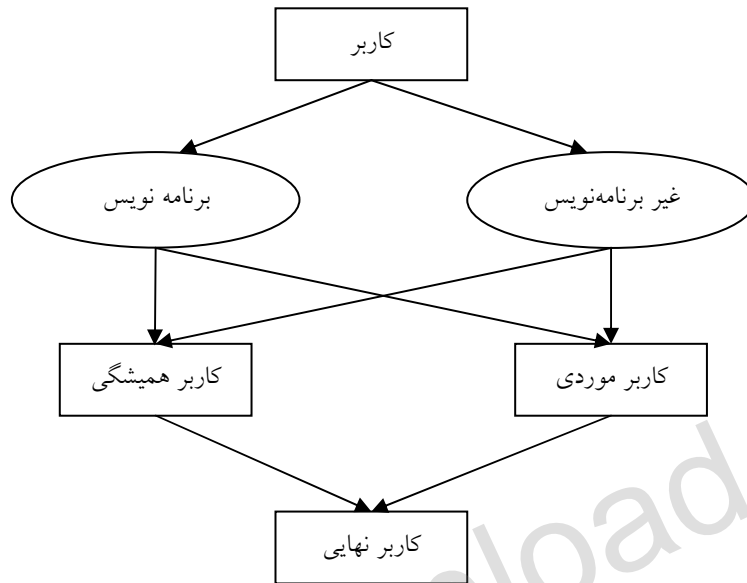 کاربر
غیر برنامه‌نویس
برنامه نویس
کاربر موردی
کاربر همیشگی
کاربر نهایی